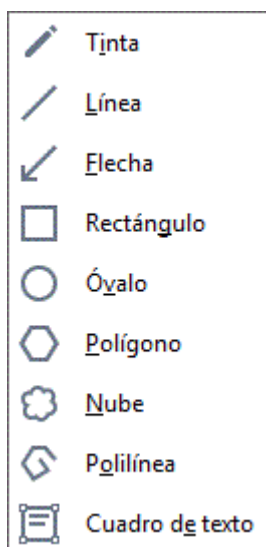 Tinta
Línea
Flecha
Rectángulo
Óvalo
Polígono
Nube
Polilínea
Cuadro de texto